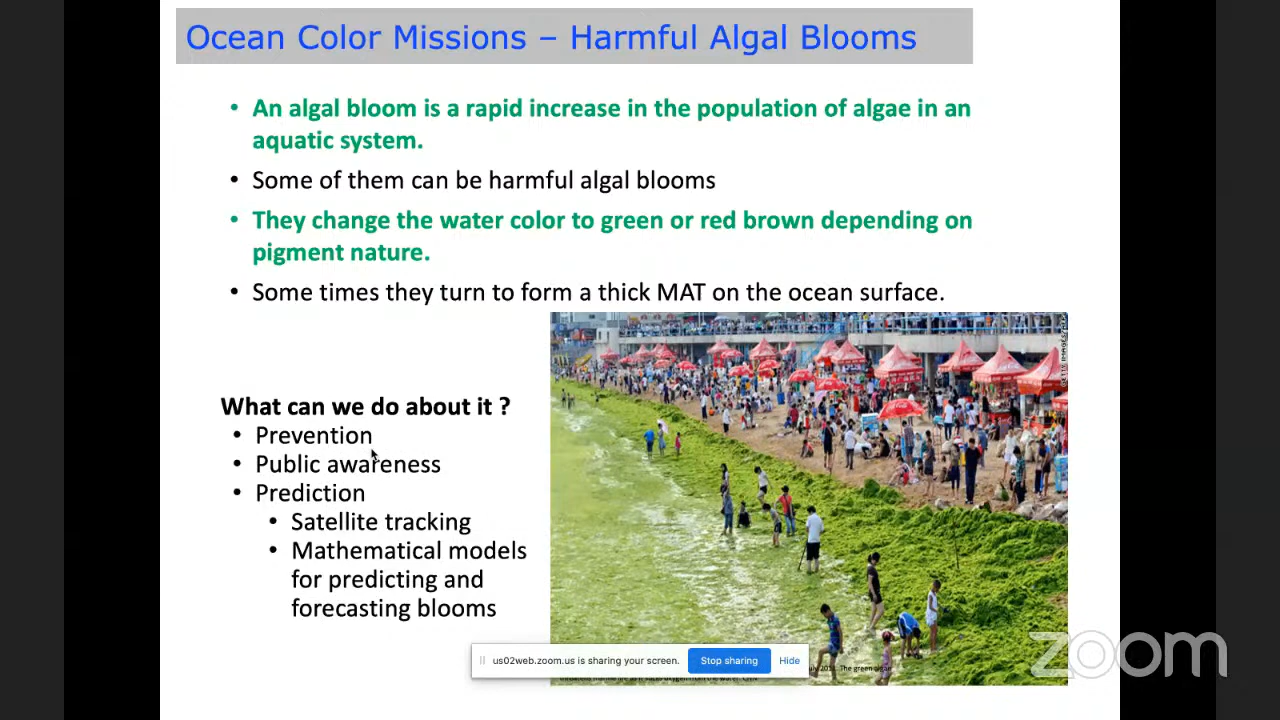 Ocean Color Missions – Harmful Algal Blooms
• An algal bloom is a rapid increase in the population of algae in an
aquatic system.
• Some of them can be harmful algal blooms
• They change the water color to green or red brown depending on
pigment nature.
• Some times they turn to form a thick MAT on the ocean surface.
What can we do about it ?
• Prevention
• Public awareness
• Prediction
• Satellite tracking
• Mathematical models
for predicting and
forecasting blooms
us02web.zoom.us is sharing your screen.
Stop sharing
Hide
The green algae
zoom